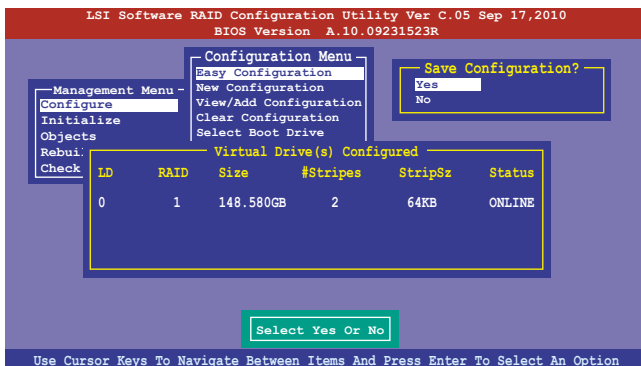 LSI Software RAID Configuration Utility Ver C.05 Sep 17,2010
BIOS Version A.10.09231523R
Configuration Menu
Easy Configuration
New Configuration
View/Add Configuration
Clear Configuration
Select Boot Drive
Save Configuration?
Yes
No
Management Menu
Configure
Initialize
Objects
Rebuil
Check
Virtual Drive(s) Configured
LD RAID Size #Stripes StripSz Status
0 1 148.580GB 2 64KB ONLINE
Select Yes Or No
Use Cursor Keys To Navigate Between Items And Press Enter To Select An Option